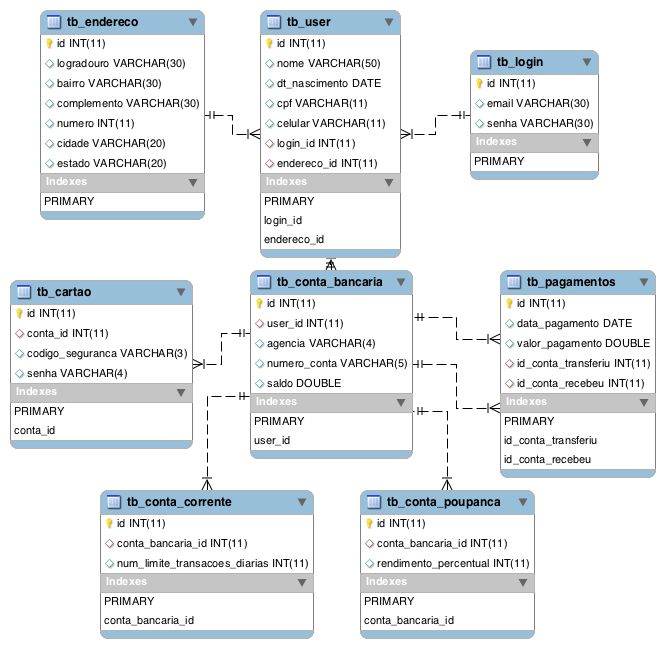 tb_endereco
id INT(11)
logradouro VARCHAR(30)
bairro VARCHAR(30)
complemento VARCHAR(30)
numero INT(11)
cidade VARCHAR(20)
estado VARCHAR(20)
Indexes
PRIMARY
tb_user
id INT(11)
nome VARCHAR(50)
dt_nascimento DATE
cpf VARCHAR(11)
celular VARCHAR(11)
login_id INT(11)
endereco_id INT(11)
Indexes
PRIMARY
login_id
endereco_id
tb_login
id INT(11)
email VARCHAR(30)
senha VARCHAR(30)
Indexes
PRIMARY
tb_cartao
id INT(11)
conta_id INT(11)
codigo_seguranca VARCHAR(3)
senha VARCHAR(4)
Indexes
PRIMARY
conta_id
tb_conta_bancaria
id INT(11)
user_id INT(11)
agencia VARCHAR(4)
numero_conta VARCHAR(5)
saldo DOUBLE
Indexes
PRIMARY
user_id
tb_pagamentos
id INT(11)
data_pagamento DATE
valor_pagamento DOUBLE
id_conta_transferiu INT(11)
id_conta_recebeu INT(11)
Indexes
PRIMARY
id_conta_transferiu
id_conta_recebeu
tb_conta_corrente
id INT(11)
conta_bancaria_id INT(11)
num_limite_transacoes_diarias INT(11)
Indexes
PRIMARY
conta_bancaria_id
tb_conta_poupanca
id INT(11)
conta_bancaria_id INT(11)
rendimento_percentual INT(11)
Indexes
PRIMARY
conta_bancaria_id